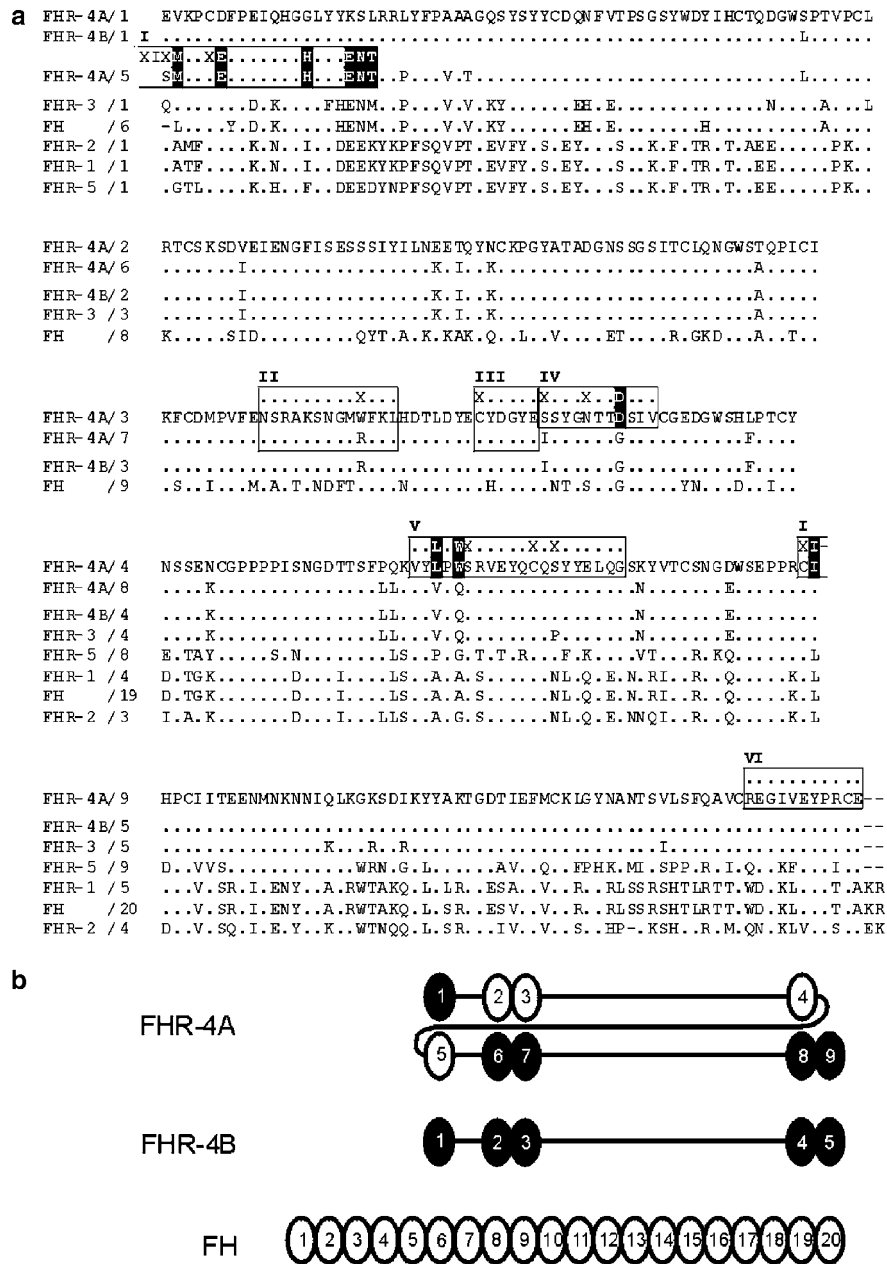 a
FHR-4A/1 EVKPCDFPEIQHGGLYYKSLRRLYFPAAAGQSYSYYCDQNFVTPSGSYWDYIHCTQDGWSPTVPCL
FHR-4B/1 ..........................................................L.......
I
XIXM...XE.......H...ENT
FHR-4A/5 SM...E.......H...ENT..P...V.T..............................L.......
FHR-3 /1 Q.......D.K....FHENM..P...V.V.KY......EH.E..............N....A...L
FH /6 -L....Y.D.K.....HENM..P...V.V.KY......EH.E........H..........A....
FHR-2 /1 .AMF....K.N...I..DEEKYKPFSQVPT.EVFY.S.EY...S..K.F.TR.T.AEE....PK..
FHR-1 /1 .ATF....K.N...I..DEEKYKPFSQVPT.EVFY.S.EY...S..K.F.TR.T..EE....PK..
FHR-5 /1 .GTL....K.H...F..DEEDYNPFSQVPT.EVFY.S.EY...S..K.F.TR.T..EE....PK..
FHR-4A/2 RTCSKSDVEIENGFISESSSIYILNEETQYNCKPGYATADGNSSGSITCLQNGWSTQPICI
FHR-4A/6 .......I.................K.I..K........................A.....
FHR-4B/2 .........................K.I..K........................A.....
FHR-3 /3 .......I.................K.I..K........................A.....
FH /8 K.....SID........QYT.A.K.KAK.Q..L..V....ET....R.GKD..A..T..
II III IV
X X X X D
FHR-4A/3 KFCDMPVFENSRAKSNGMWFKLHDTLDYECYDGYESSYGNTTDSIVCGEDGWSHLPTCY
FHR-4A/7 ..................R................I......G...........F....
FHR-4B/3 ..................R................I......G...........F....
FH /9 .S..I...M.A.T.NDFT...N.......H.....NT.S..G.....YN..D..I..
V I
..L.WX.....X.X...... XI-
FHR-4A/4 NSSENCGPPPPISNGDTTSFPQKVYLPWSRVEYQCQSYYELQGSKYVTCSNGDWSEPPRCI
FHR-4A/8 ....K...............LL..V.Q................N.......E.........
FHR-4B/4 ....K...............LL..V.Q................N.......E.........
FHR-3 /4 ....K...............LL..V.Q........P.......N.......E.........
FHR-5 /8 E.TAY.....S.N.......LS..P.G.T.T.R...F.K....VT..R.KQ.......L
FHR-1 /4 D.TGK.......D...I...LS..A.A.S......NL.Q.E.N.RI..R..Q.....K.L
FH /19 D.TGK.......D...I...LLS..A.A.S......NL.Q.E.N.RI..R..Q.....K.L
FHR-2 /3 I.A.K.......D...I...LLS..A.G.S......NL.Q.E.NNQI..R..Q.....K.L
VI
...........
FHR-4A/9 HPCIITEENMNKNNIQLKGKSDIKYYAKTGDTIEFMCKLGYNANTSVLSFQAVCREGIVEYPRCE--
FHR-4B/5 .................................................................--
FHR-3 /5 ...............K...R..R........................I................--
FHR-5 /9 D..VVS............WRN.G.L......AV..Q..FPHK.MI.SPP.R.I.Q..KF...I..--
FHR-1 /5 ...V.SR.I.ENY..A.RWTAKQ.L.LR..ESA..V..R..RLSSRSHTLRTT.WD.KL...T.AKR
FH /20 ...V.SR.I.ENY..A.RWTAKQ.L.SR..ESV..V..R..RLSSRSHTLRTT.WD.KL...T.AKR
FHR-2 /4 D..V.SQ.I.EY...K..WTNQQ.L.SR...IV..V..S..HP-.KSH..R.M.QN.KLV..S..EK
b
FHR-4A 1 2 3 4
5 6 7 8 9
FHR-4B 1 2 3 4 5
FH 1 2 3 4 5 6 7 8 9 10 11 12 13 14 15 16 17 18 19 20